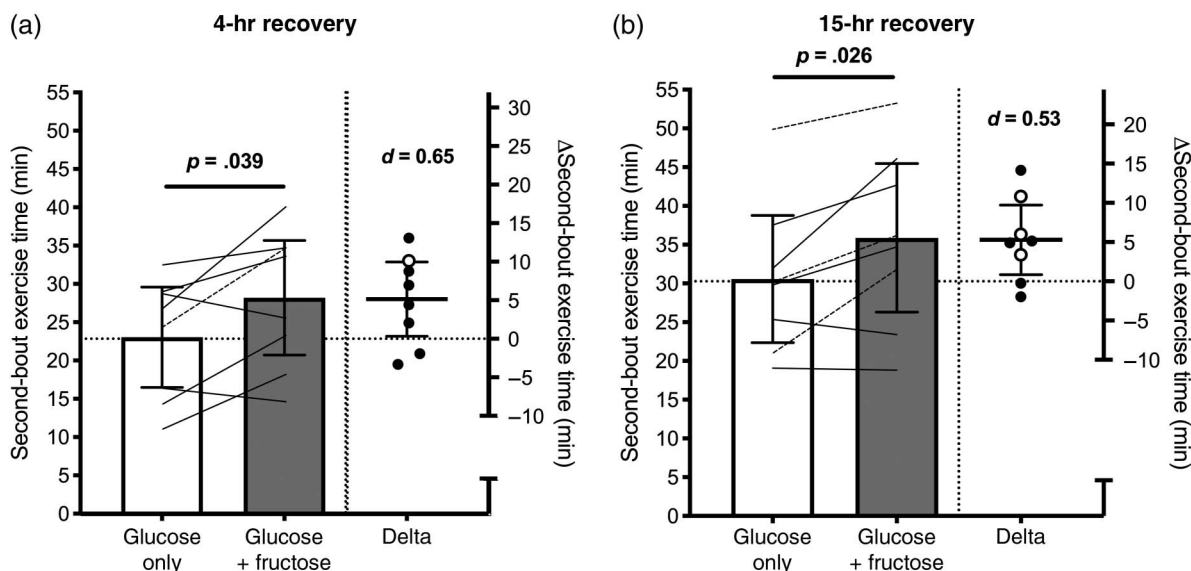 (a)
4-hr recovery
Second-bout exercise time (min)
55
50
45
40
35
30
25
20
15
10
5
0
p = .039
d = 0.65
30
25
20
15
10
5
0
−5
−10
ΔSecond-bout exercise time (min)
Glucose
only
Glucose
+ fructose
Delta
(b)
15-hr recovery
Second-bout exercise time (min)
55
50
45
40
35
30
25
20
15
10
5
0
p = .026
d = 0.53
20
15
10
5
0
−5
−10
ΔSecond-bout exercise time (min)
Glucose
only
Glucose
+ fructose
Delta